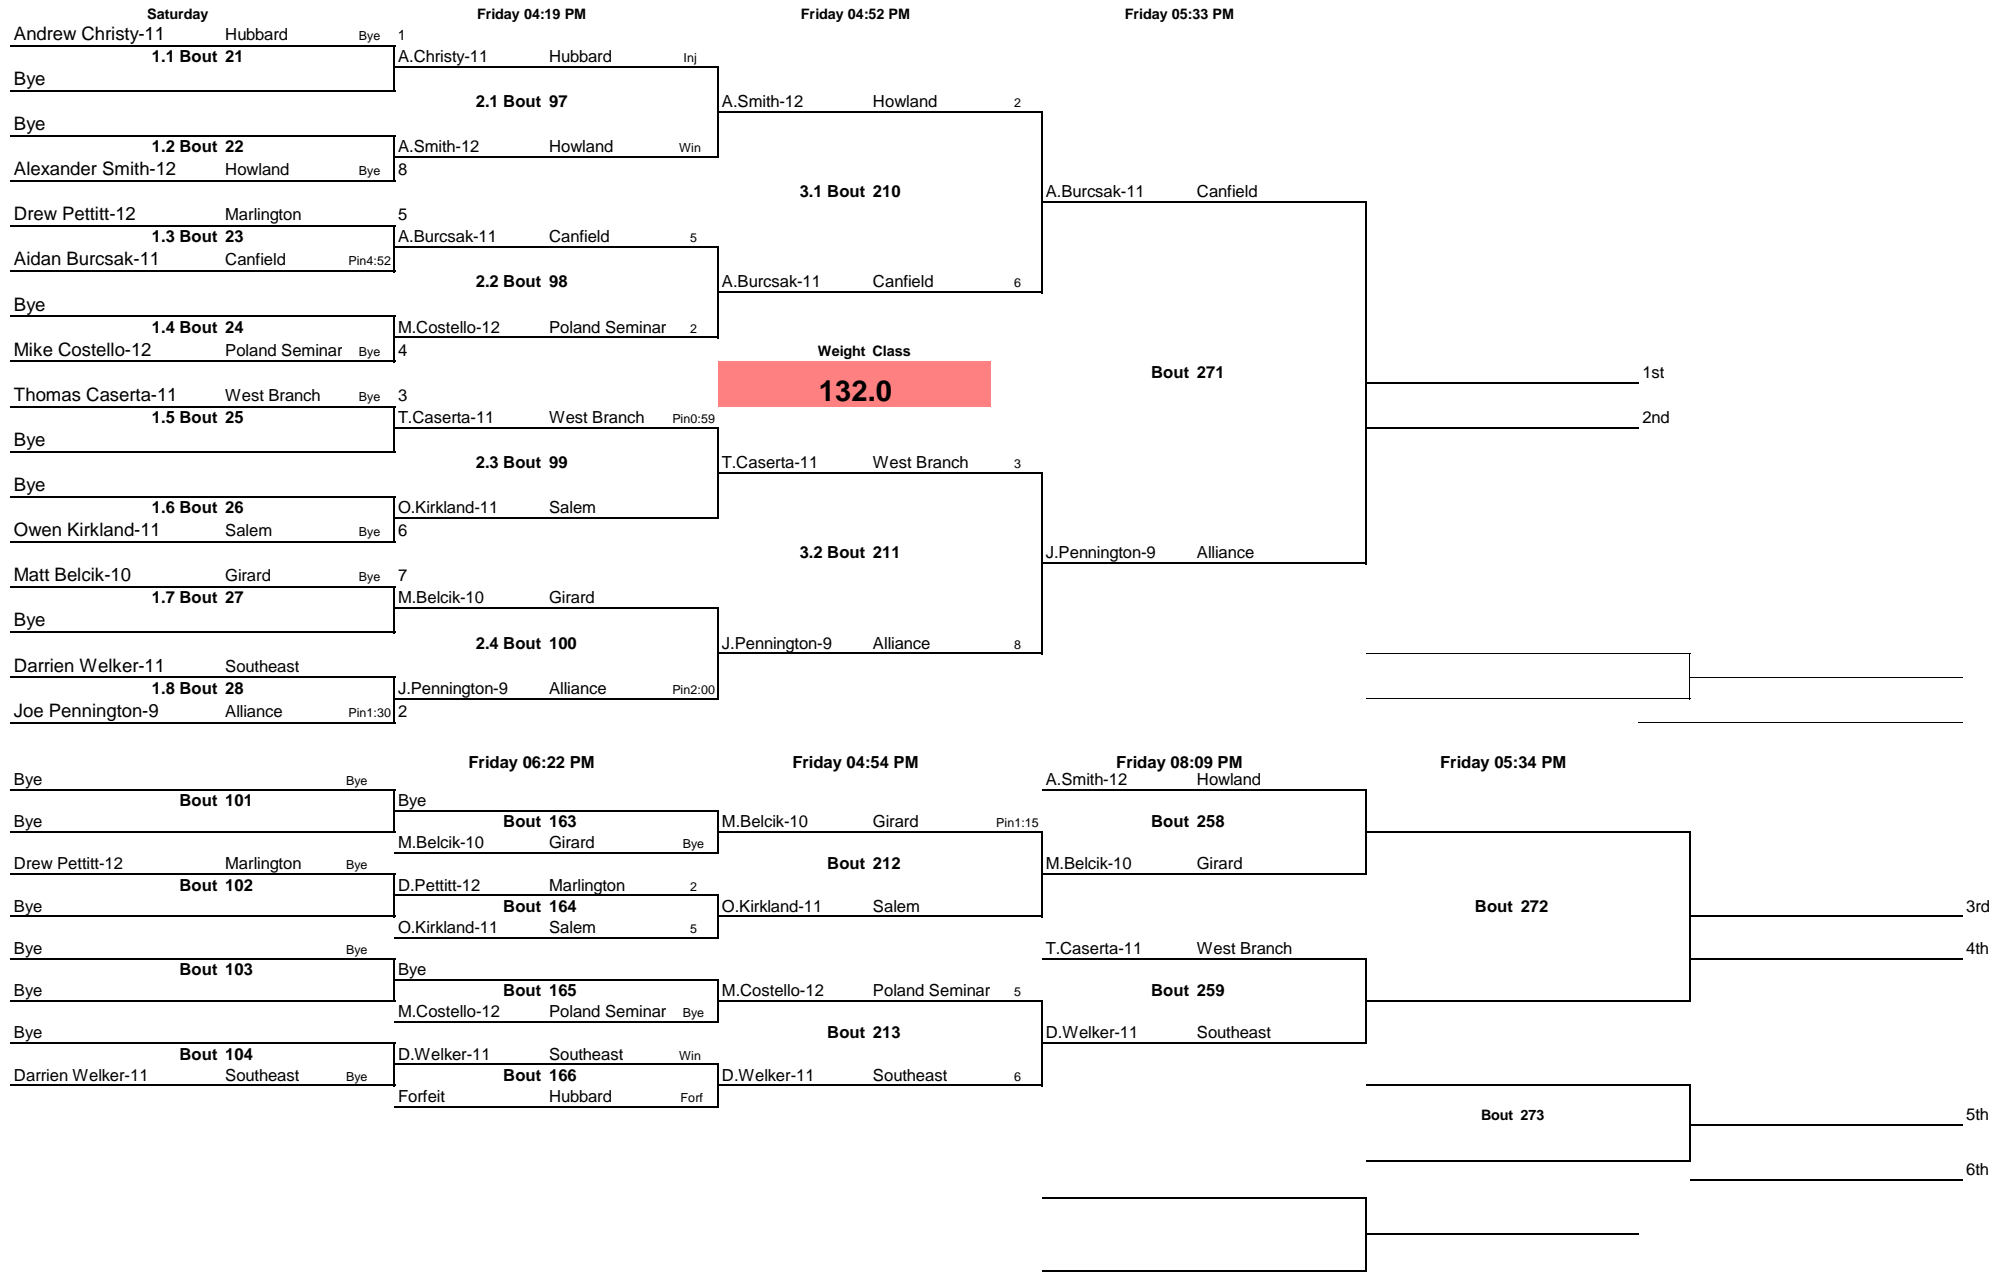 Saturday Friday 04:19 PM Friday 04:52 PM Friday 05:33 PM
Andrew Christy-11 Hubbard Bye 1
1.1 Bout 21 A.Christy-11 Hubbard Inj
Bye
2.1 Bout 97 A.Smith-12 Howland 2
Bye
1.2 Bout 22 A.Smith-12 Howland Win
Alexander Smith-12 Howland Bye 8
3.1 Bout 210 A.Burcsak-11 Canfield
Drew Pettitt-12 Marlington 5
1.3 Bout 23 A.Burcsak-11 Canfield 5
Aidan Burcsak-11 Canfield Pin4:52
2.2 Bout 98 A.Burcsak-11 Canfield 6
Bye
1.4 Bout 24 M.Costello-12 Poland Seminar 2
Mike Costello-12 Poland Seminar Bye 4 Weight Class
Bout 271 1st
Thomas Caserta-11 West Branch Bye 3 132.0
1.5 Bout 25 T.Caserta-11 West Branch Pin0:59 2nd
Bye
2.3 Bout 99 T.Caserta-11 West Branch 3
Bye
1.6 Bout 26 O.Kirkland-11 Salem
Owen Kirkland-11 Salem Bye 6
3.2 Bout 211 J.Pennington-9 Alliance
Matt Belcik-10 Girard Bye 7
1.7 Bout 27 M.Belcik-10 Girard
Bye
2.4 Bout 100 J.Pennington-9 Alliance 8
Darrien Welker-11 Southeast
1.8 Bout 28 J.Pennington-9 Alliance Pin2:00
Joe Pennington-9 Alliance Pin1:30 2
Friday 06:22 PM Friday 04:54 PM Friday 08:09 PM Friday 05:34 PM
Bye Bye A.Smith-12 Howland
Bout 101 Bye
Bye Bout 163 M.Belcik-10 Girard Pin1:15 Bout 258
M.Belcik-10 Girard Bye
Drew Pettitt-12 Marlington Bye Bout 212 M.Belcik-10 Girard
Bout 102 D.Pettitt-12 Marlington 2
Bye Bout 164 O.Kirkland-11 Salem Bout 272 3rd
O.Kirkland-11 Salem 5
Bye Bye T.Caserta-11 West Branch 4th
Bout 103 Bye
Bye Bout 165 M.Costello-12 Poland Seminar 5 Bout 259
M.Costello-12 Poland Seminar Bye
Bye Bout 213 D.Welker-11 Southeast
Bout 104 D.Welker-11 Southeast Win
Darrien Welker-11 Southeast Bye Bout 166 D.Welker-11 Southeast 6
Forfeit Hubbard Forf
Bout 273 5th
6th